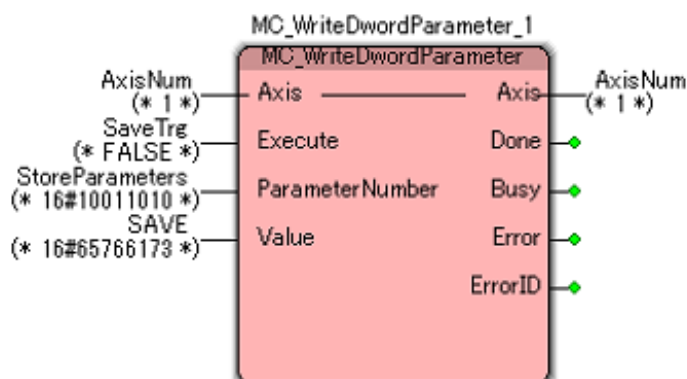 MC_WriteDwordParameter_1
MC_WriteDwordParameter
AxisNum
(* 1 *)
Axis
Axis
AxisNum
(* 1 *)
SaveTrg
(* FALSE *)
Execute
Done
StoreParameters
(* 16#10011010 *)
ParameterNumber
Busy
SAVE
(* 16#65766173 *)
Value
Error
ErrorID